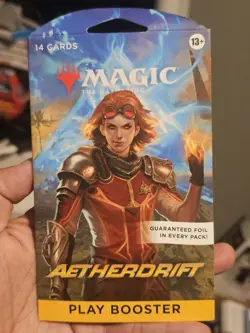 14 CARDS
13+
MAGIC
THE GATHERING
GUARANTEED FOIL
IN EVERY PACK!
AETHERDRIFT
PLAY BOOSTER